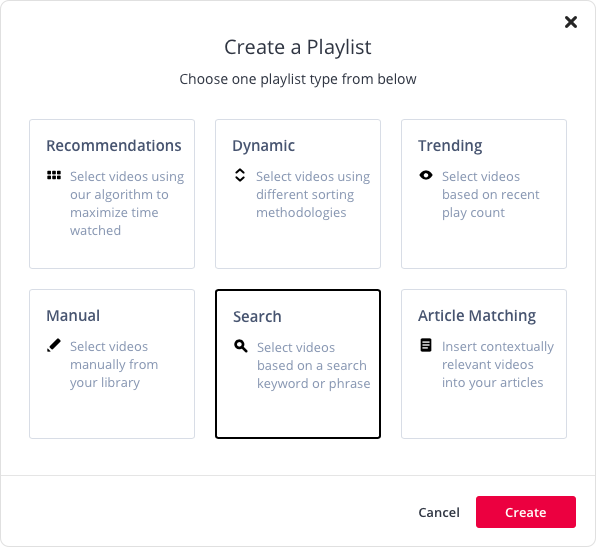 Create a Playlist
Choose one playlist type from below
Recommendations
Select videos using
our algorithm to
maximize time
watched
Dynamic
Select videos using
different sorting
methodologies
Trending
Select videos
based on recent
play count
Manual
Select videos
manually from
your library
Search
Select videos
based on a search
keyword or phrase
Article Matching
Insert contextually
relevant videos
into your articles
Cancel
Create